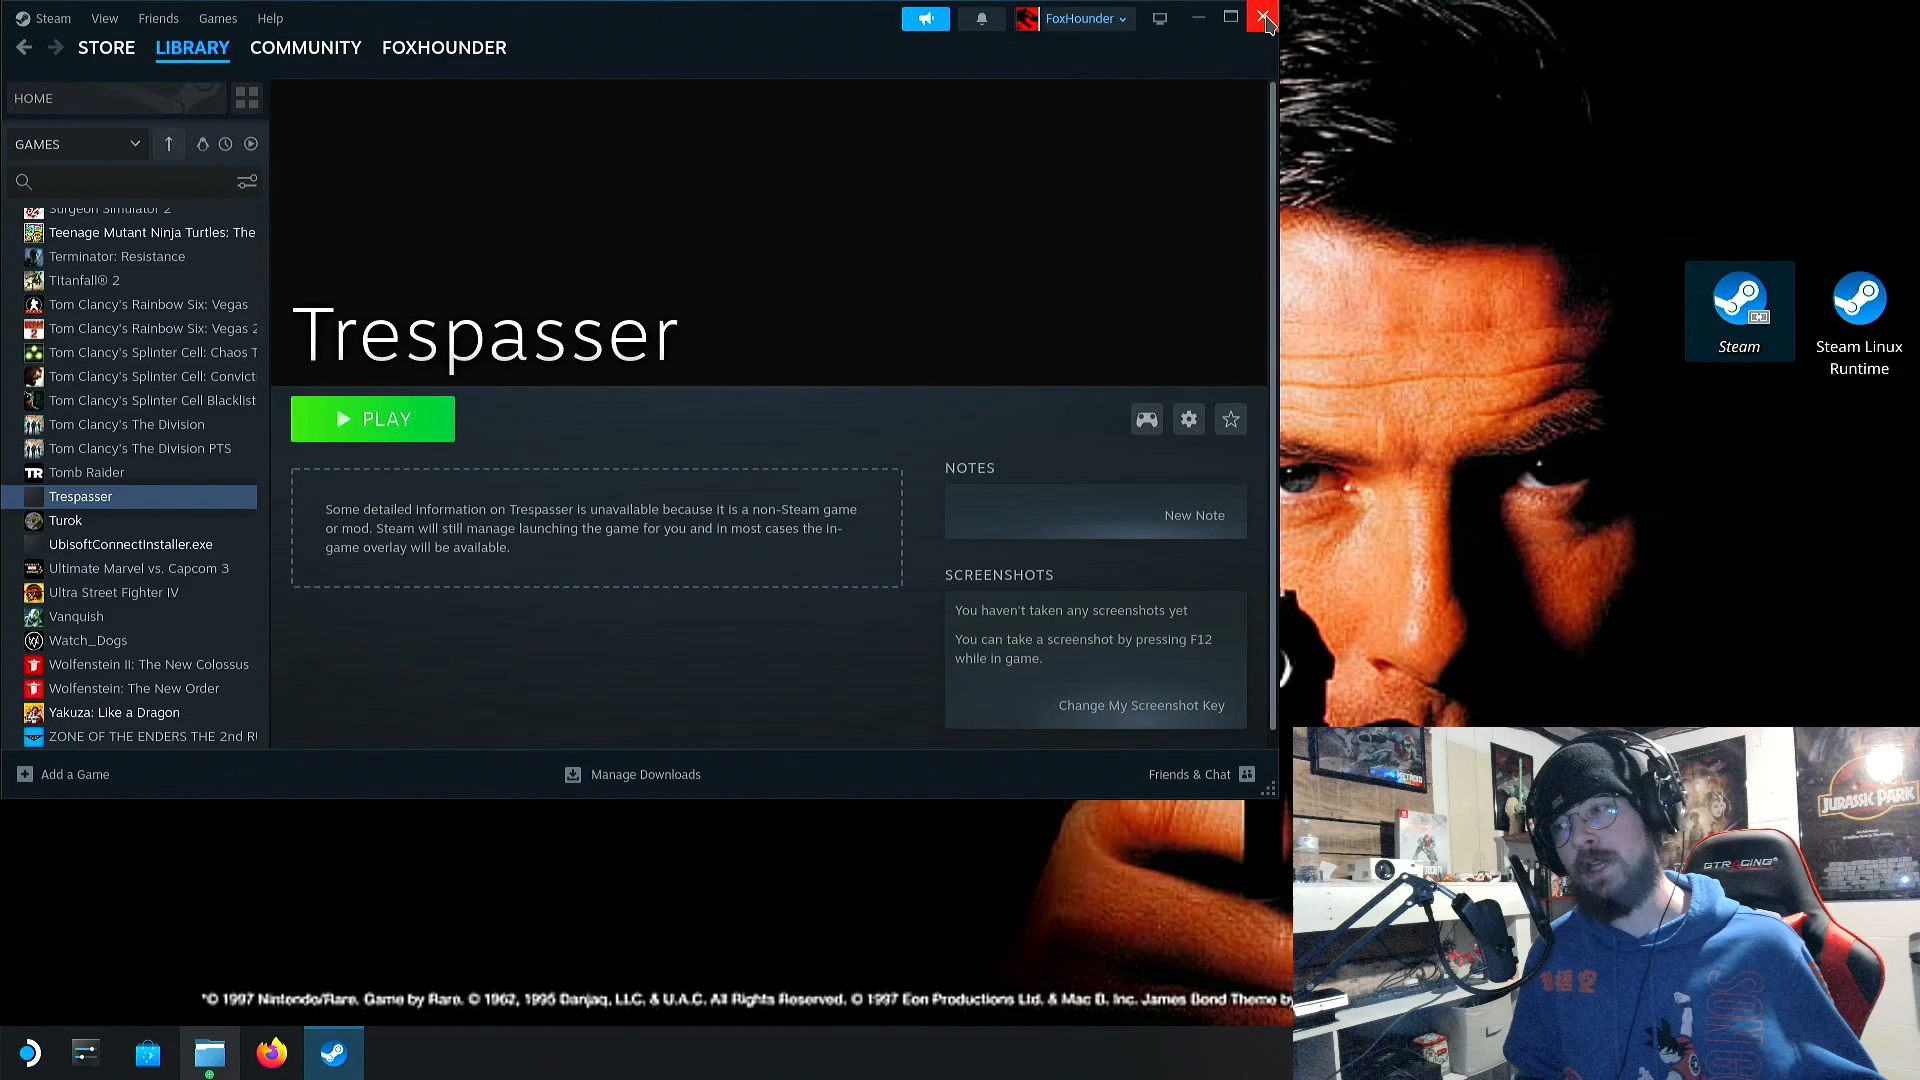 Steam View Friends Games Help
FoxHounder
STORE LIBRARY COMMUNITY FOXHOUNDER
HOME
GAMES
Surgeon Simulator 2
Teenage Mutant Ninja Turtles: The
Terminator: Resistance
Titanfall® 2
Tom Clancy's Rainbow Six: Vegas
Tom Clancy's Rainbow Six: Vegas 2
Tom Clancy's Splinter Cell: Chaos T
Tom Clancy's Splinter Cell: Convict
Tom Clancy's Splinter Cell Blacklist
Tom Clancy's The Division
Tom Clancy's The Division PTS
TR Tomb Raider
Trespasser
Turok
UbisoftConnectInstaller.exe
Ultimate Marvel vs. Capcom 3
Ultra Street Fighter IV
Vanquish
Watch_Dogs
Wolfenstein II: The New Colossus
Wolfenstein: The New Order
Yakuza: Like a Dragon
ZONE OF THE ENDERS THE 2nd R
Trespasser
PLAY
Some detailed information on Trespasser is unavailable because it is a non-Steam game
or mod. Steam will still manage launching the game for you and in most cases the in-
game overlay will be available.
NOTES
New Note
SCREENSHOTS
You haven't taken any screenshots yet
You can take a screenshot by pressing F12
while in game.
Change My Screenshot Key
Add a Game
Manage Downloads
Friends & Chat
Steam
Steam Linux
Runtime
METROID
JURASSIC PARK
GTRACING
悟空
SON G
*© 1997 Nintendo/Rare. Game by Rare. © 1962, 1995 Danjaq, LLC. & U.A.C. All Rights Reserved. © 1997 Eon Productions Ltd. & Mac B. Inc. James Bond Theme by